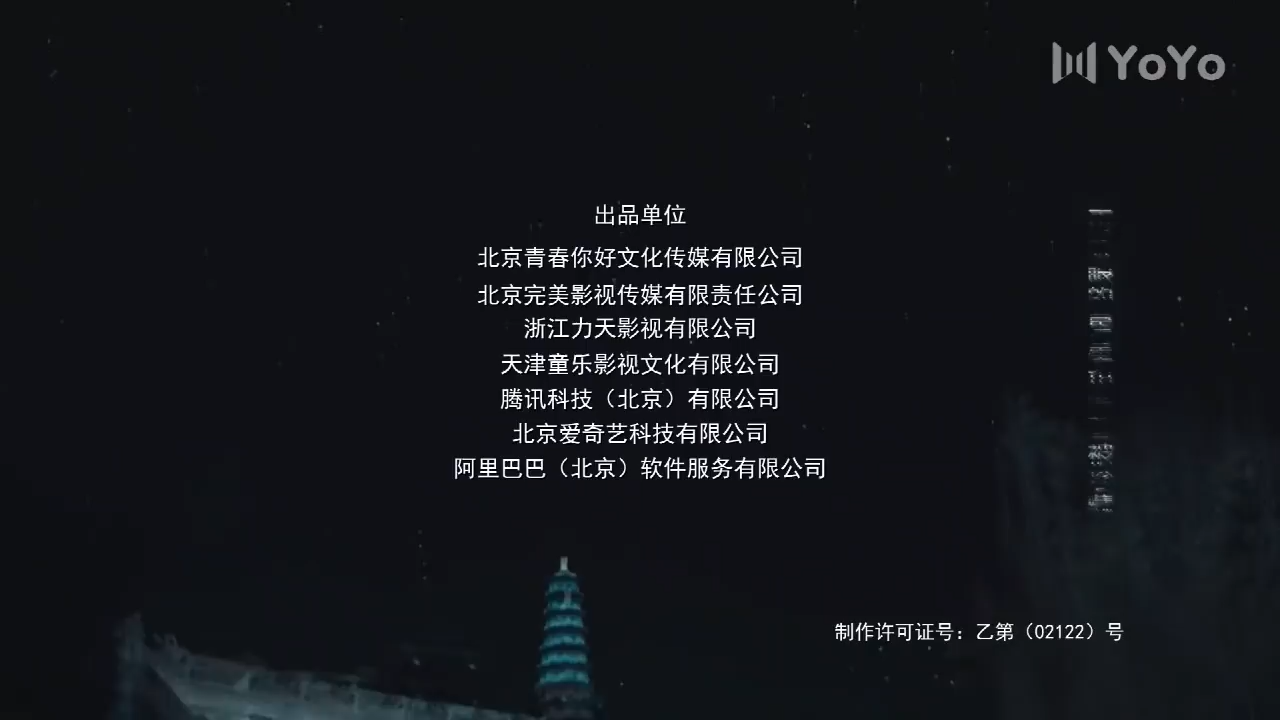 YoYo
出品单位
北京青春你好文化传媒有限公司
北京完美影视传媒有限责任公司
浙江力天影视有限公司
天津童乐影视文化有限公司
腾讯科技（北京）有限公司
北京爱奇艺科技有限公司
阿里巴巴（北京）软件服务有限公司
制作许可证号：乙第（02122）号